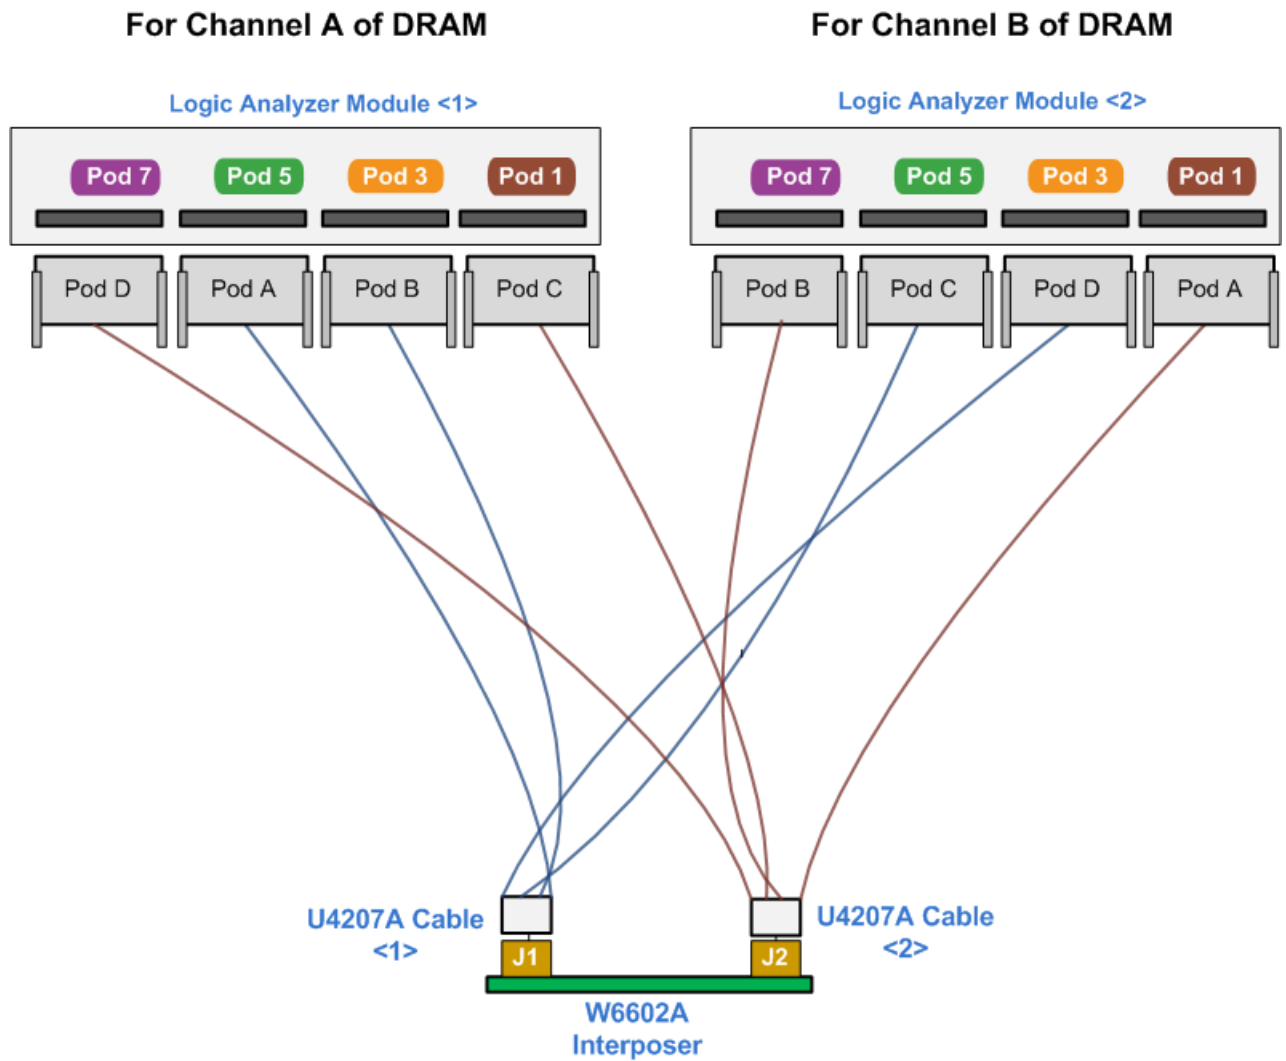 For Channel A of DRAM
For Channel B of DRAM
Logic Analyzer Module <1>
Logic Analyzer Module <2>
Pod 7
Pod 5
Pod 3
Pod 1
Pod 7
Pod 5
Pod 3
Pod 1
Pod D
Pod A
Pod B
Pod C
Pod B
Pod C
Pod D
Pod A
U4207A Cable
<1>
U4207A Cable
<2>
J1
J2
W6602A
Interposer